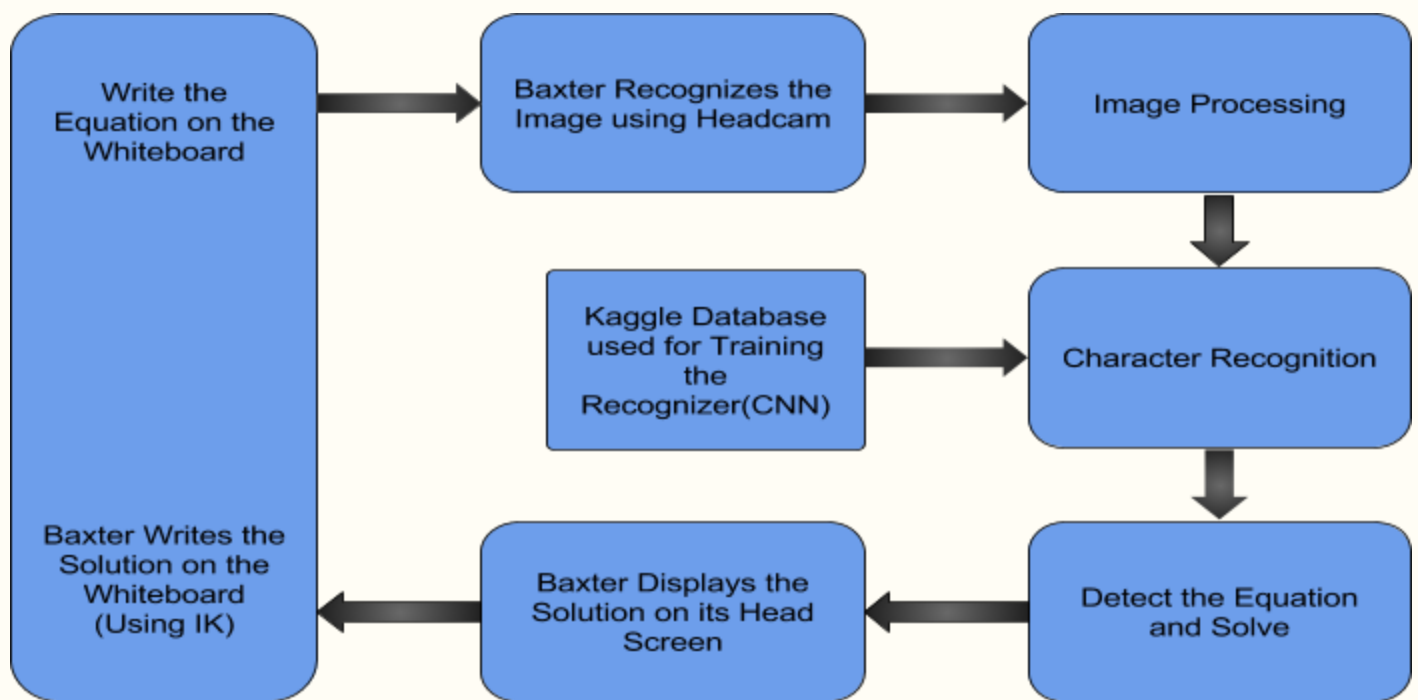 Write the
Equation on the
Whiteboard
Baxter Recognizes the
Image using Headcam
Image Processing
Kaggle Database
used for Training
the
Recognizer(CNN)
Character Recognition
Baxter Writes the
Solution on the
Whiteboard
(Using IK)
Baxter Displays the
Solution on its Head
Screen
Detect the Equation
and Solve